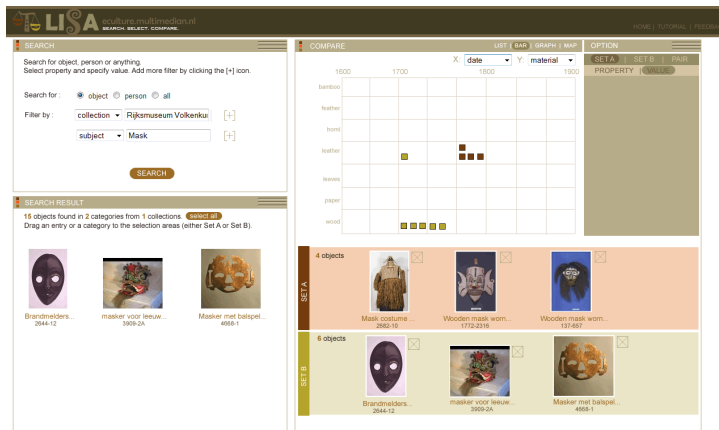 LISA eculture.multimedian.nl
SEARCH. SELECT. COMPARE.
HOME | TUTORIAL | FEEDBA
SEARCH
Search for object, person or anything.
Select property and specify value. Add more filter by clicking the [+] icon.
Search for : object person all
Filter by : collection Rijksmuseum Volkenku [+]
subject Mask [+]
SEARCH
SEARCH RESULT
15 objects found in 2 categories from 1 collections. select all
Drag an entry or a category to the selection areas (either Set A or Set B).
Brandmelders...
2644-12
masker voor leeuw...
3909-2A
Masker met balspel...
4668-1
COMPARE
LIST | BAR | GRAPH | MAP
X: date Y: material
1600 1700 1800 1900
bamboo
feather
hornl
leather
leaves
paper
wood
OPTION
SET A | SET B | PAIR
PROPERTY | VALUE
SET A
4 objects
Mask costume ...
2682-16
Wooden mask worn...
1772-2316
Wooden mask worn...
137-657
SET B
6 objects
Brandmelders...
2644-12
masker voor leeuw...
3909-2A
Masker met balspel...
4668-1